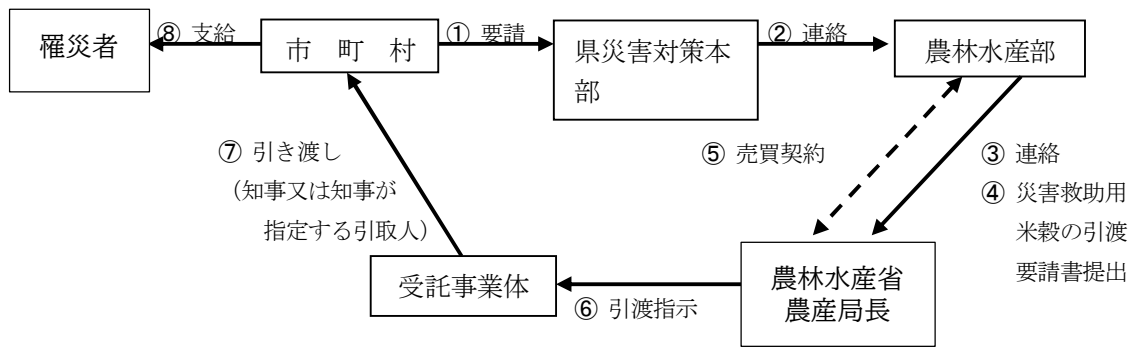 罹災者
⑧ 支給
市 町 村
① 要請
県災害対策本
部
② 連絡
農林水産部
⑦ 引き渡し
(知事又は知事が
指定する引取人)
⑤ 売買契約
③ 連絡
④ 災害救助用
米穀の引渡
要請書提出
受託事業体
⑥ 引渡指示
農林水産省
農産局長